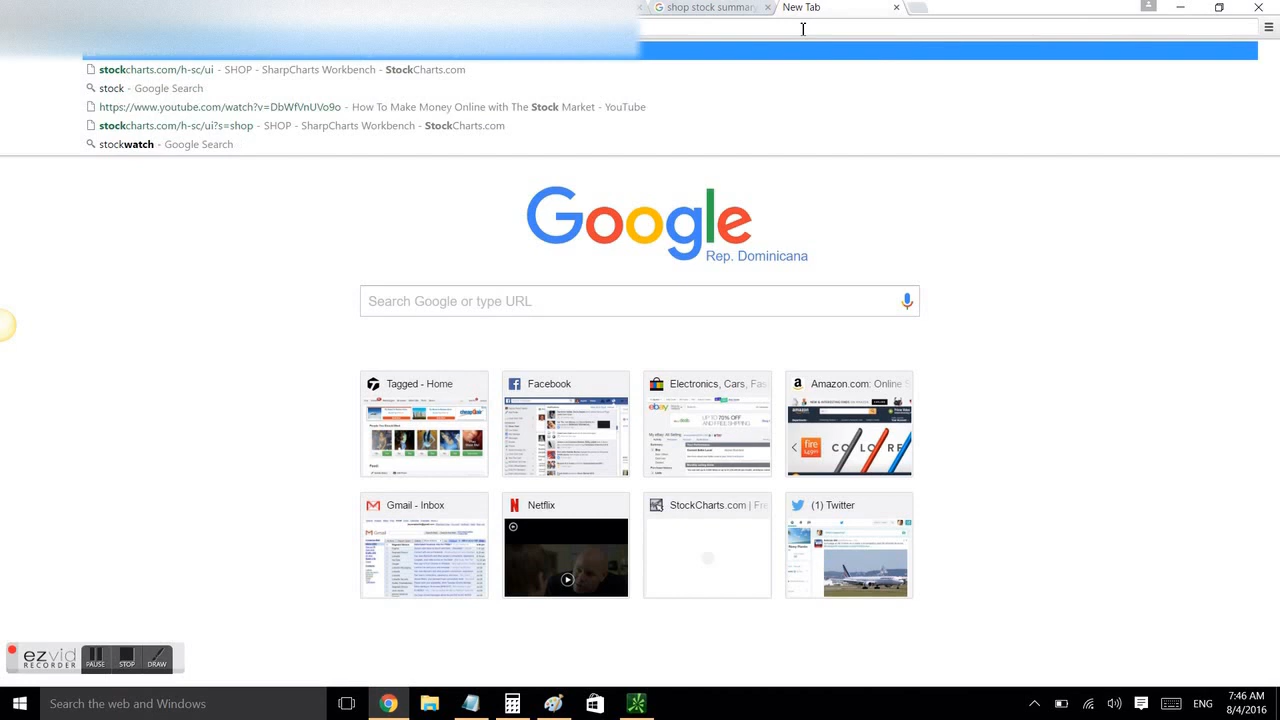 shop stock summar
New Tab
stockcharts.com/h-sc/ui - SHOP - SharpCharts Workbench - StockCharts.com
stock - Google Search
https://www.youtube.com/watch?v=DbWfVnUVo9o - How To Make Money Online with The Stock Market - YouTube
stockcharts.com/h-sc/ui?s=shop - SHOP - SharpCharts Workbench - StockCharts.com
stockwatch - Google Search
Google
Rep. Dominicana
Search Google or type URL
Tagged - Home
Facebook
Electronics, Cars, Fas
Amazon.com: Online S
ebay
fire
Gmail - Inbox
Netflix
StockCharts.com | Fre
(1) Twitter
ezvid
RECORDER
PAUSE
STOP
DRAW
Search the web and Windows
ENG
7:46 AM
8/4/2016